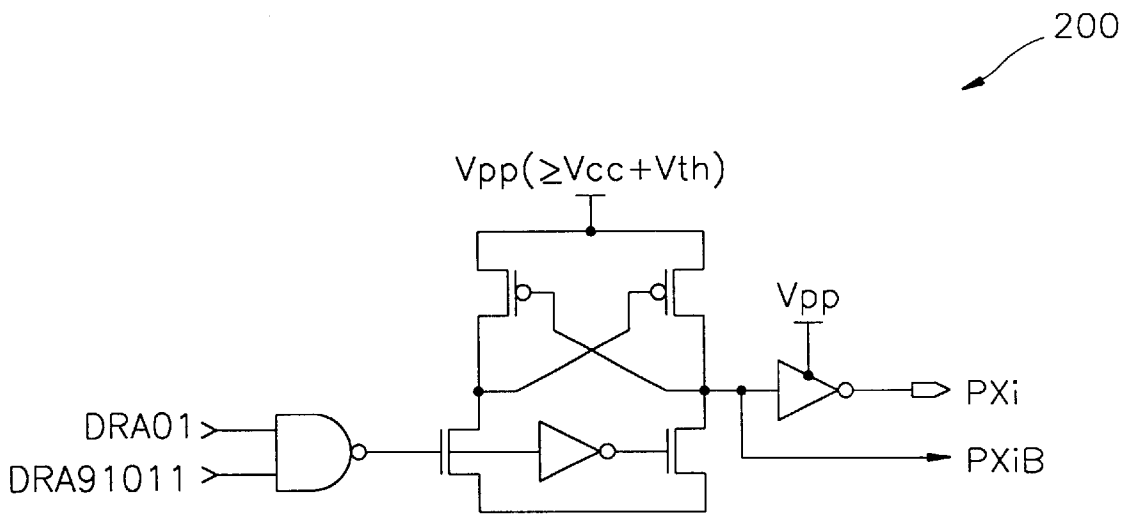 200
Vpp(≥Vcc+Vth)
Vpp
PXi
DRA01
DRA91011
PXiB